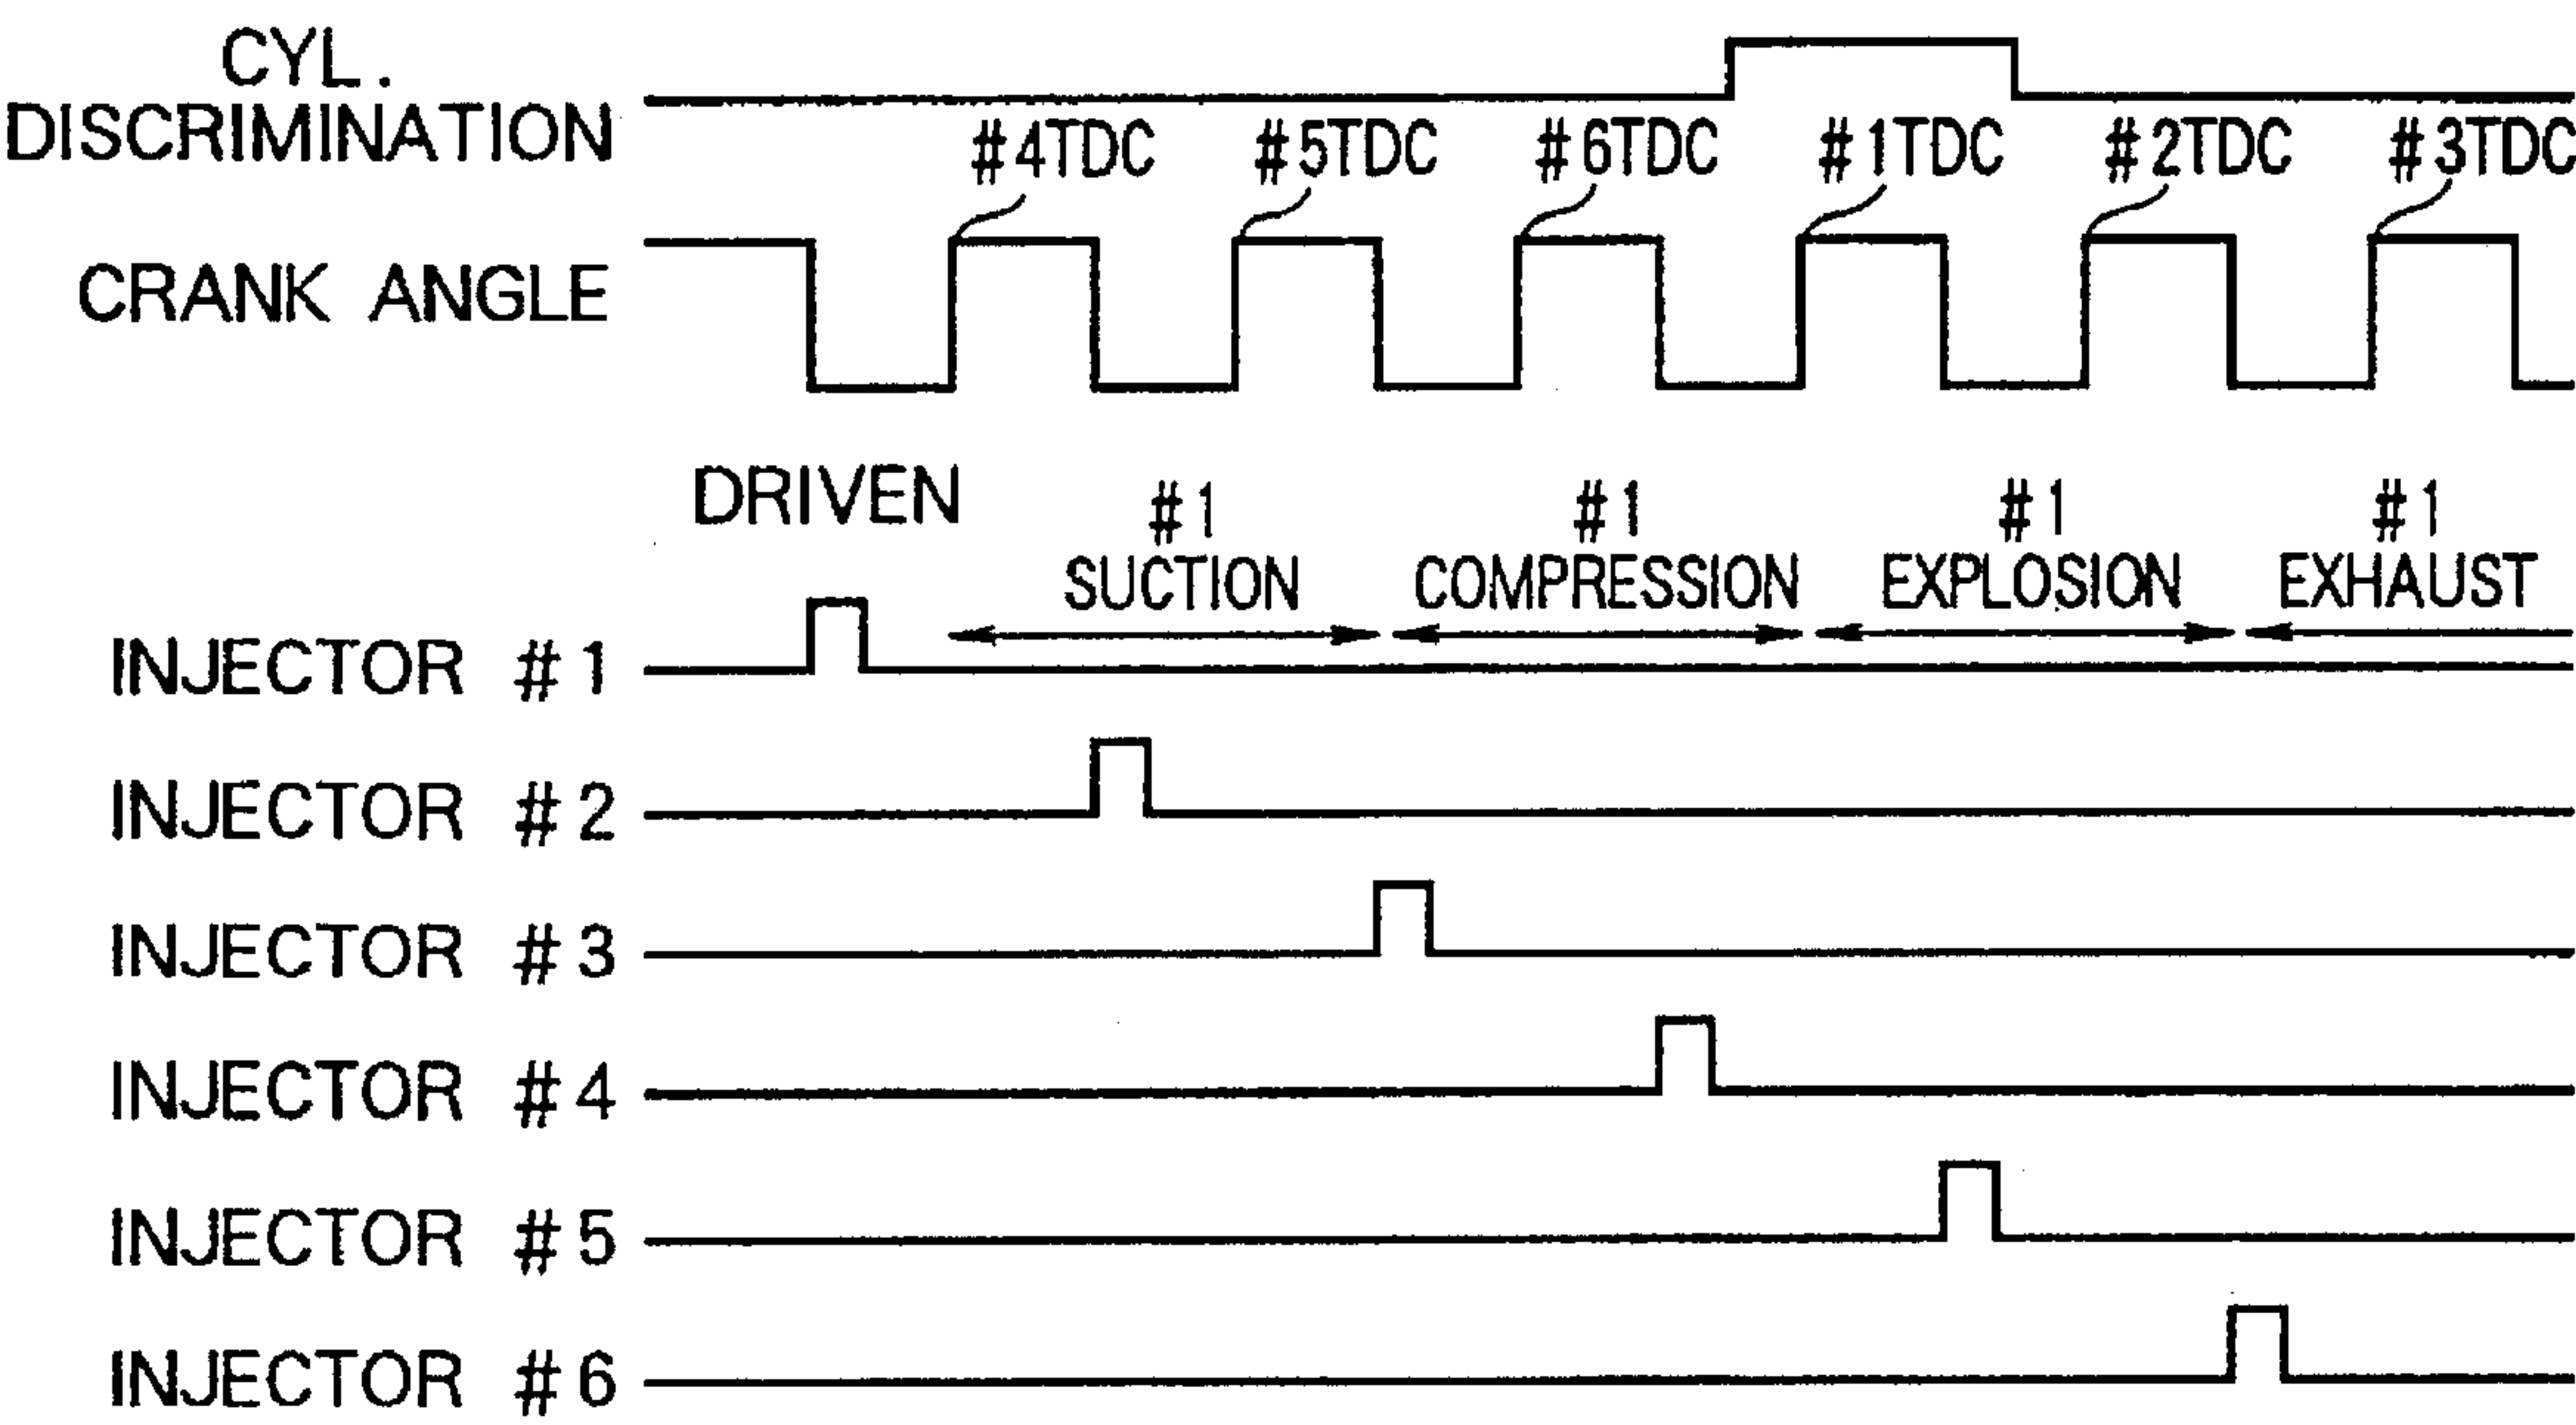 CYL.
DISCRIMINATION
#4TDC #5TDC #6TDC #1TDC #2TDC #3TDC
CRANK ANGLE
DRIVEN
#1 #1 #1 #1
SUCTION COMPRESSION EXPLOSION EXHAUST
INJECTOR #1
INJECTOR #2
INJECTOR #3
INJECTOR #4
INJECTOR #5
INJECTOR #6